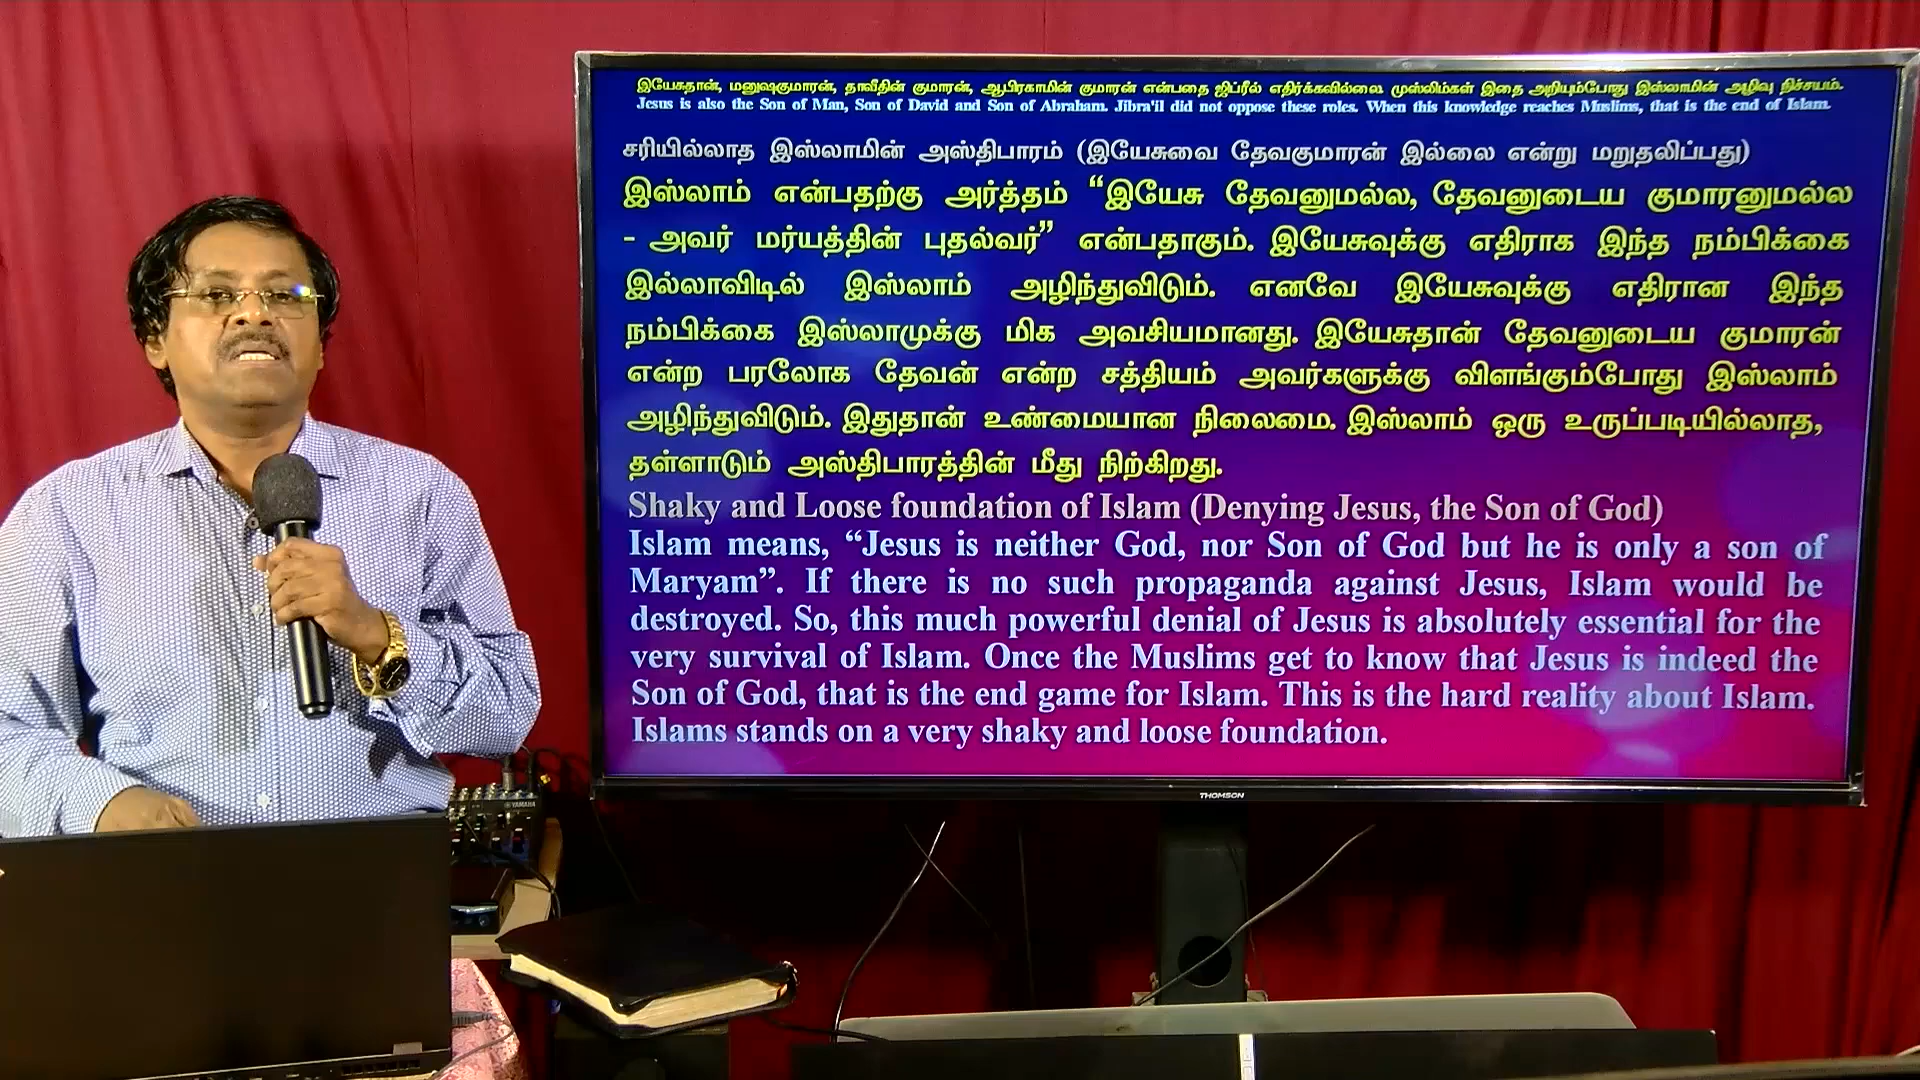 இயேசுதான், மனுஷகுமாரன், தாவீதின் குமாரன், ஆபிரகாமின் குமாரன் என்பதை ஜிப்ரீல் எதிர்க்கவில்லை. முஸ்லிம்கள் இதை அறியும்போது இஸ்லாமின் அழிவு நிச்சயம்.
Jesus is also the Son of Man, Son of David and Son of Abraham. Jibra'il did not oppose these roles. When this knowledge reaches Muslims, that is the end of Islam.
சரியில்லாத இஸ்லாமின் அஸ்திபாரம் (இயேசுவை தேவகுமாரன் இல்லை என்று மறுதலிப்பது)
இஸ்லாம் என்பதற்கு அர்த்தம் “இயேசு தேவனுமல்ல, தேவனுடைய குமாரனுமல்ல
- அவர் மர்யத்தின் புதல்வர்” என்பதாகும். இயேசுவுக்கு எதிராக இந்த நம்பிக்கை
இல்லாவிடில் இஸ்லாம் அழிந்துவிடும். எனவே இயேசுவுக்கு எதிரான இந்த
நம்பிக்கை இஸ்லாமுக்கு மிக அவசியமானது. இயேசுதான் தேவனுடைய குமாரன்
என்ற பரலோக தேவன் என்ற சத்தியம் அவர்களுக்கு விளங்கும்போது இஸ்லாம்
அழிந்துவிடும். இதுதான் உண்மையான நிலைமை. இஸ்லாம் ஒரு உருப்படியில்லாத,
தள்ளாடும் அஸ்திபாரத்தின் மீது நிற்கிறது.
Shaky and Loose foundation of Islam (Denying Jesus, the Son of God)
Islam means, “Jesus is neither God, nor Son of God but he is only a son of
Maryam”. If there is no such propaganda against Jesus, Islam would be
destroyed. So, this much powerful denial of Jesus is absolutely essential for the
very survival of Islam. Once the Muslims get to know that Jesus is indeed the
Son of God, that is the end game for Islam. This is the hard reality about Islam.
Islams stands on a very shaky and loose foundation.
THOMSON
YAMAHA